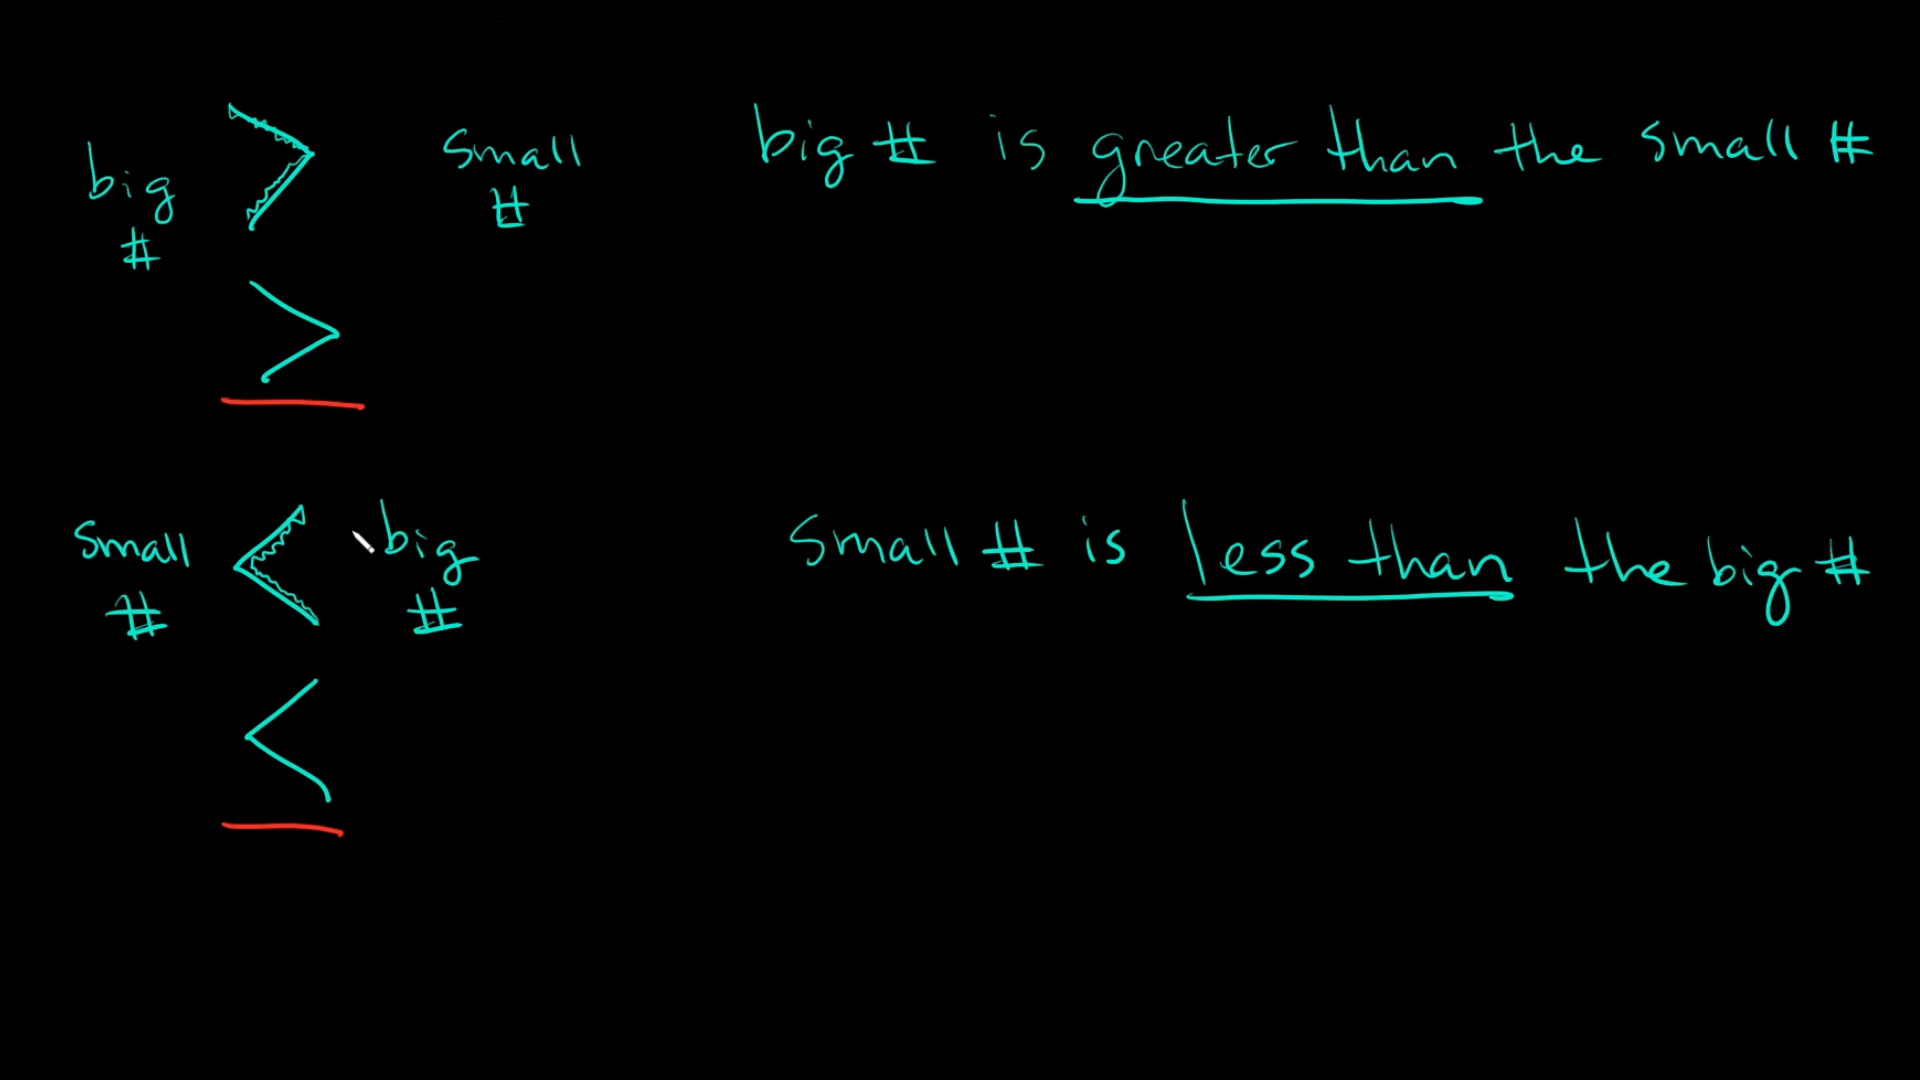 big # > small # big # is greater than the small #
≥
small # < big # small # is less than the big #
≤